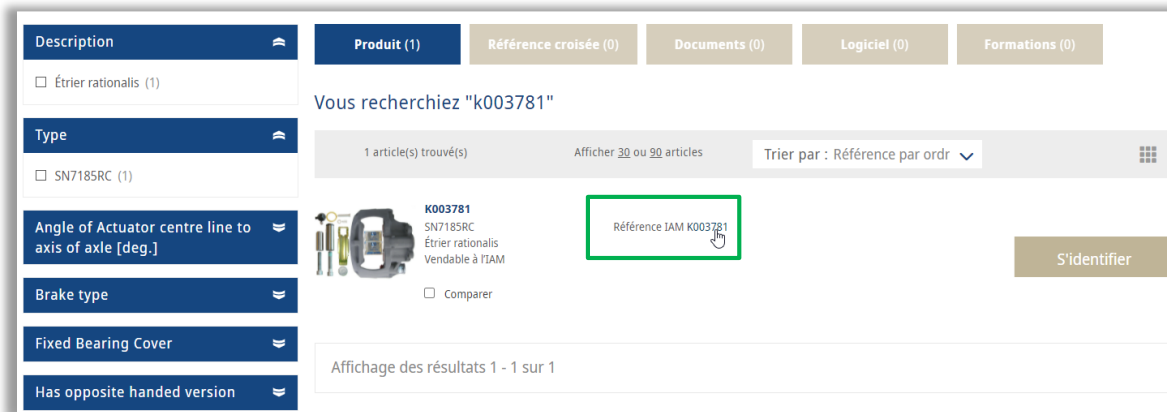 Description
Étrier rationalis (1)
Type
SN7185RC (1)
Angle of Actuator centre line to
axis of axle [deg.]
Brake type
Fixed Bearing Cover
Has opposite handed version
Produit (1)
Référence croisée (0)
Documents (0)
Logiciel (0)
Formations (0)
Vous recherchiez "k003781"
1 article(s) trouvé(s)
Afficher 30 ou 90 articles
Trier par : Référence par ordr
K003781
SN7185RC
Étrier rationalis
Vendable à l'IAM
Comparer
Référence IAM K003781
S'identifier
Affichage des résultats 1 - 1 sur 1